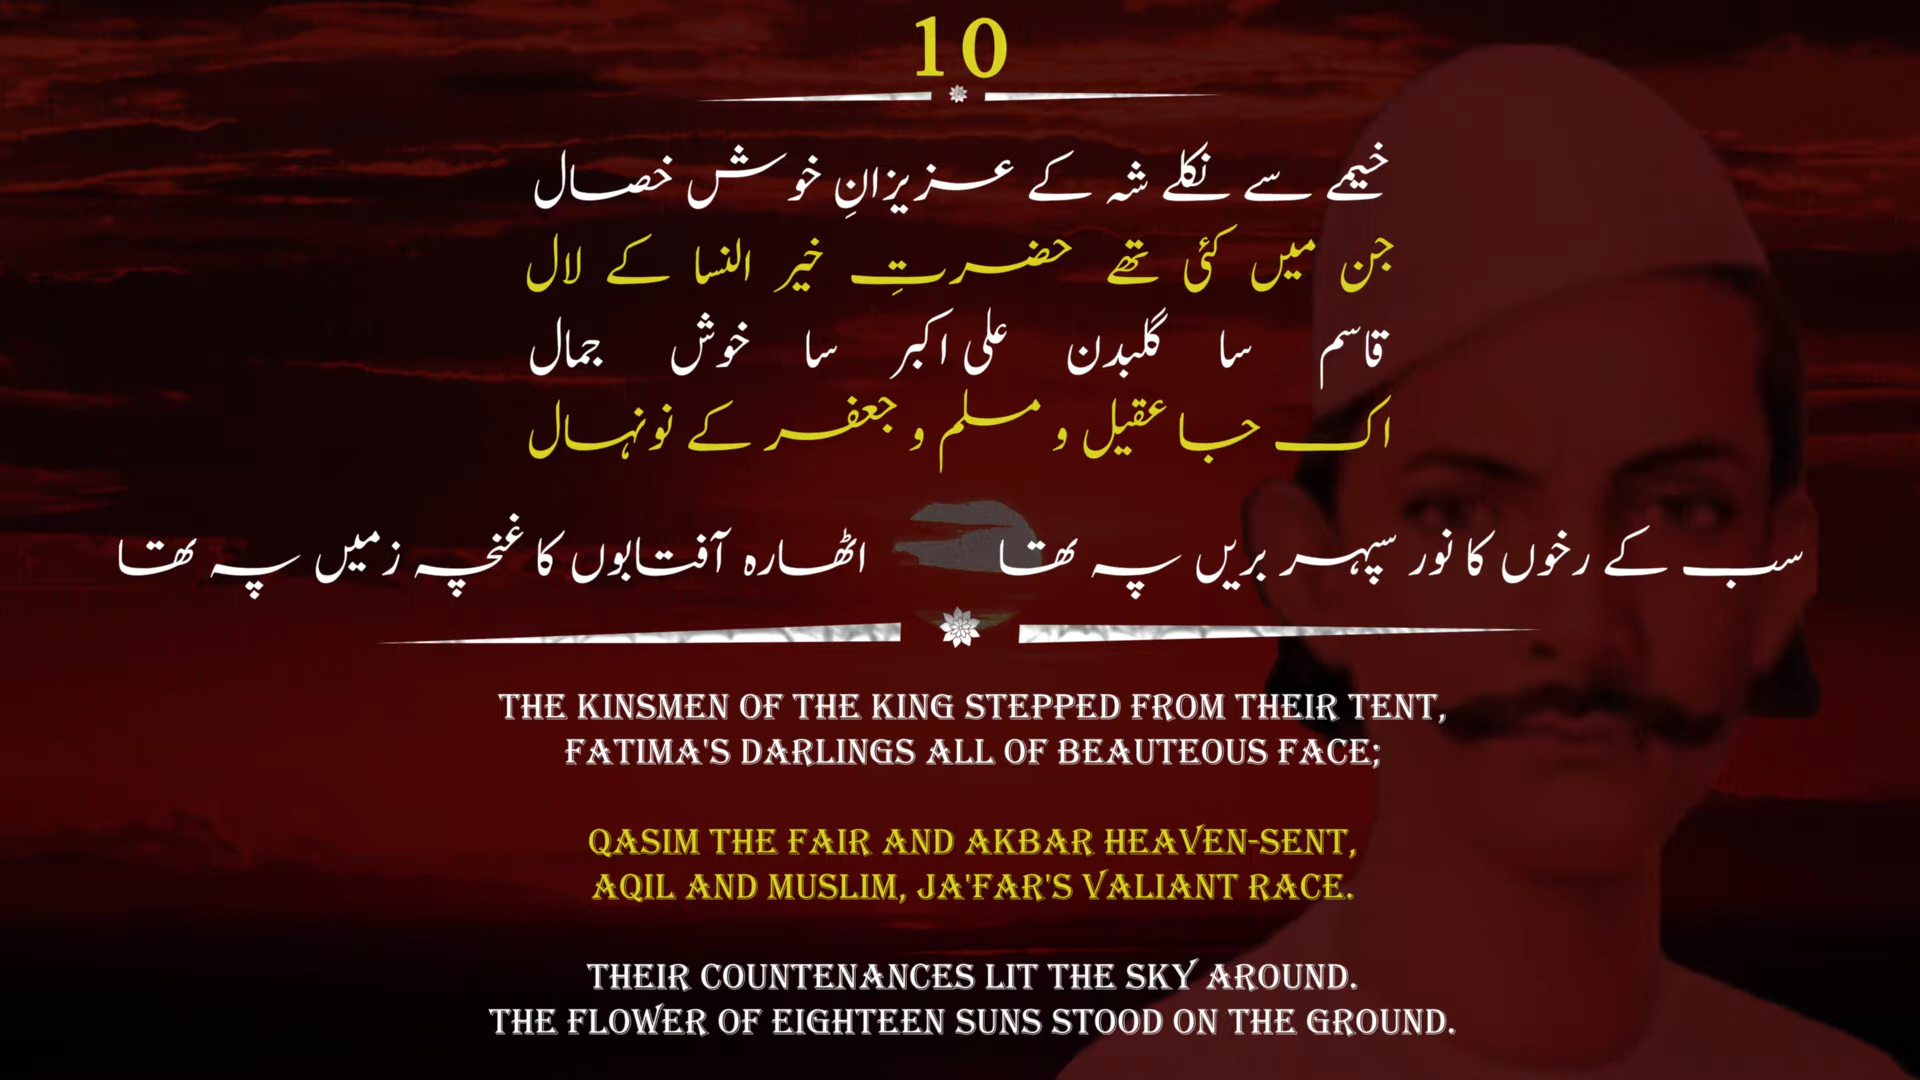 10
خیمے سے نکلے شہ کے عزیزانِ خوش خصال
جن میں کئی تھے حضرتِ خیر النسا کے لال
قاسم سا گلبدن علی اکبر سا خوش جمال
اک جا عقیل و مسلم و جعفر کے نونہال
سب کے رخوں کا نور سپہر بریں پہ تھا اٹھارہ آفتابوں کا غنچہ زمیں پہ تھا
THE KINSMEN OF THE KING STEPPED FROM THEIR TENT,
FATIMA'S DARLINGS ALL OF BEAUTEOUS FACE;
QASIM THE FAIR AND AKBAR HEAVEN-SENT,
AQIL AND MUSLIM, JA'FAR'S VALIANT RACE.
THEIR COUNTENANCES LIT THE SKY AROUND.
THE FLOWER OF EIGHTEEN SUNS STOOD ON THE GROUND.